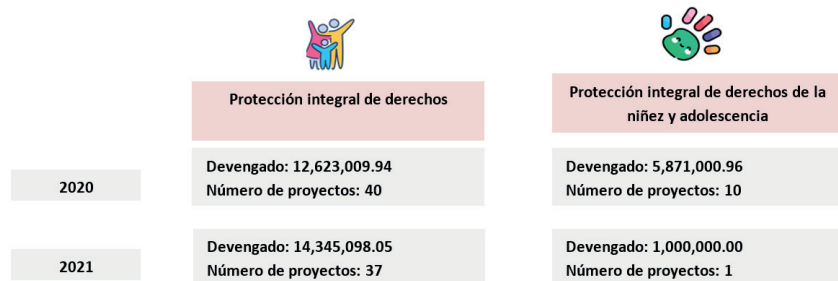 Protección integral de derechos
Protección integral de derechos de la
niñez y adolescencia
2020
Devengado: 12,623,009.94
Número de proyectos: 40
Devengado: 5,871,000.96
Número de proyectos: 10
2021
Devengado: 14,345,098.05
Número de proyectos: 37
Devengado: 1,000,000.00
Número de proyectos: 1